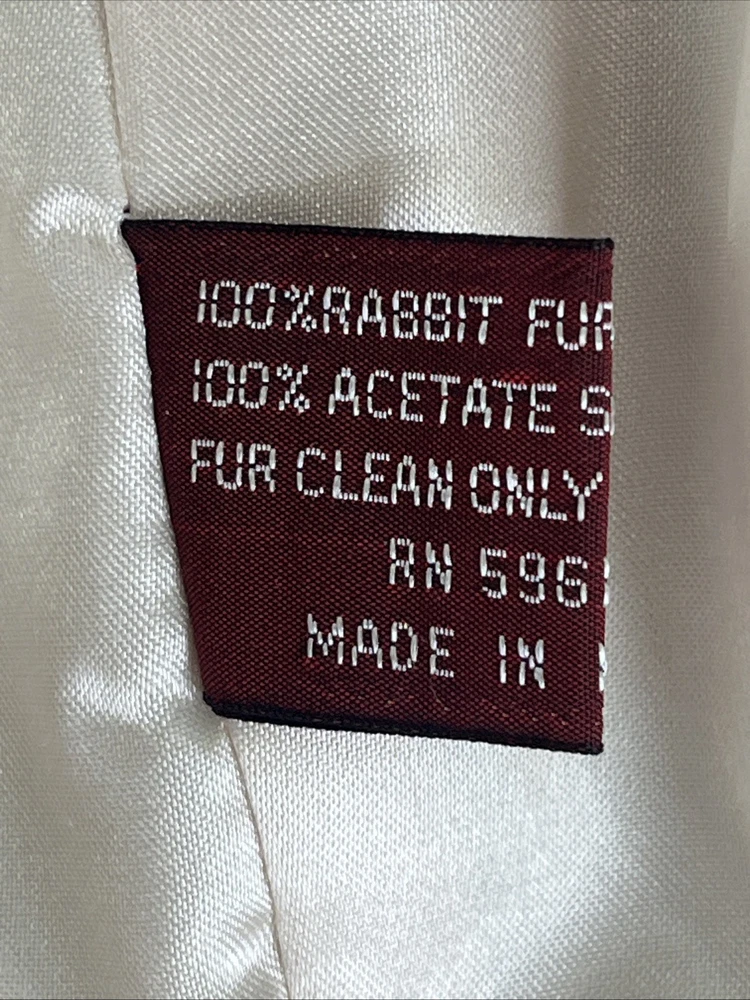 100%RABBIT FUR
100% ACETATE S
FUR CLEAN ONLY
RN 596
MADE IN